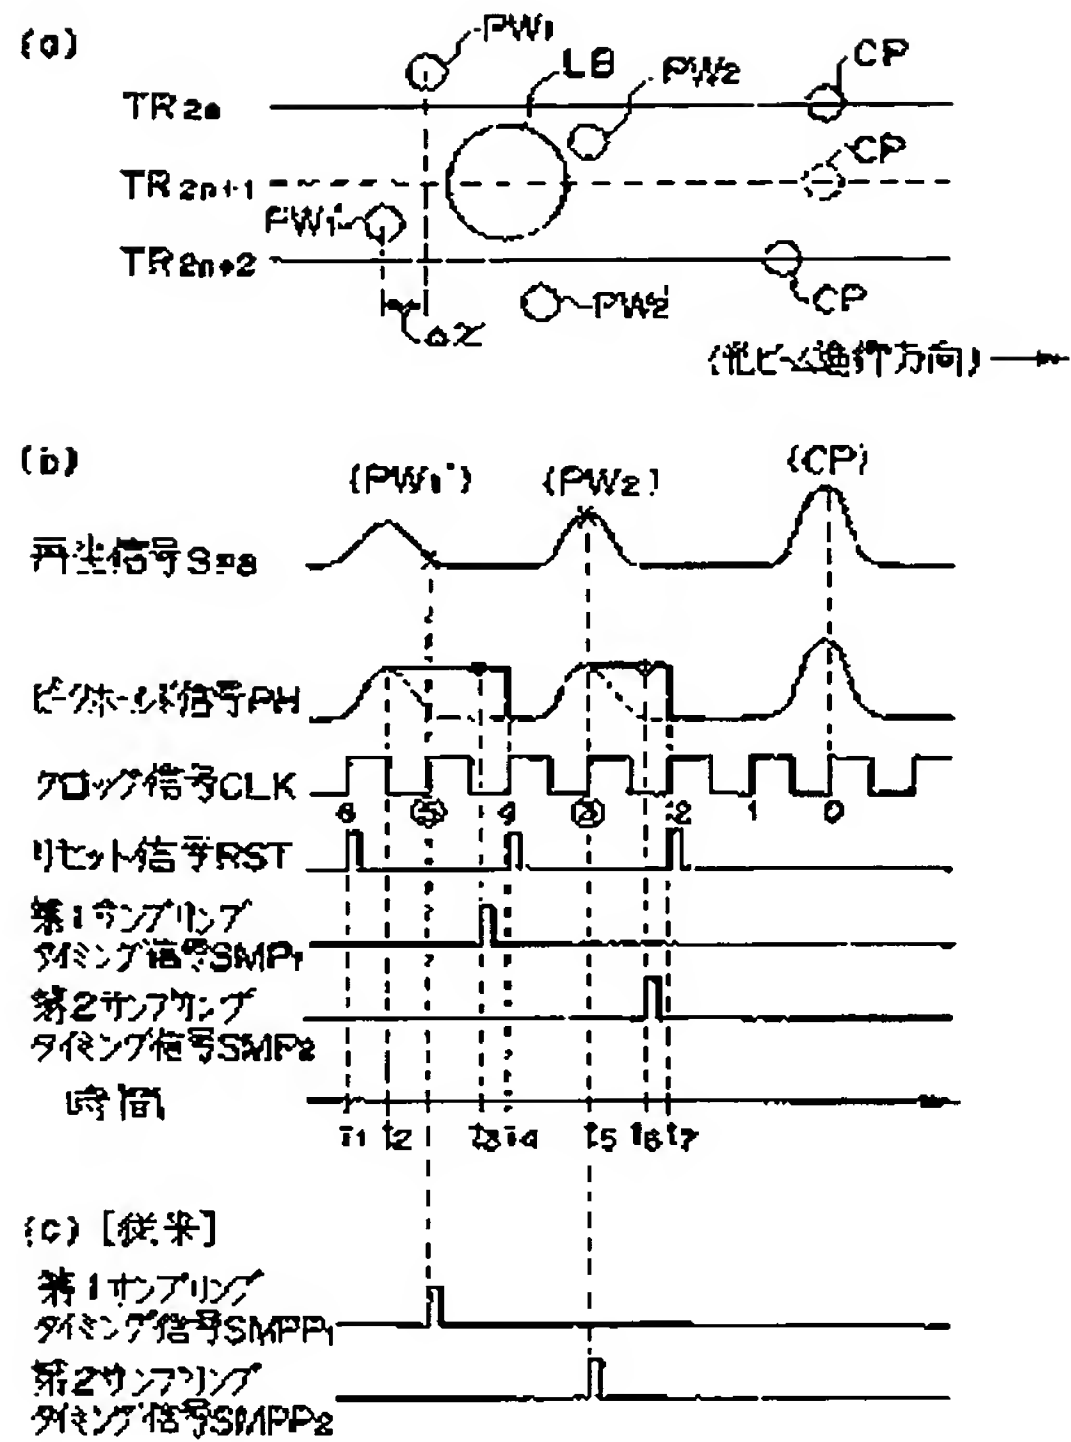 (a)
PW1
LB
PW2
CP
TR2n
CP
TR2n+1
PW1'
TR2n+2
PW2'
CP
ΔZ
(光ビーム進行方向)
(b)
(PW1')
(PW2)
(CP)
再生信号
ピークホールド信号PH
クロック信号CLK
6 5 4 3 2 1 0
リセット信号RST
第1サンプリング
タイミング信号SMP1
第2サンプリング
タイミング信号SMP2
時間
t1 t2 t3 t4 t5 t6 t7
(c) [従来]
第1サンプリング
タイミング信号SMPP1
第2サンプリング
タイミング信号SMPP2